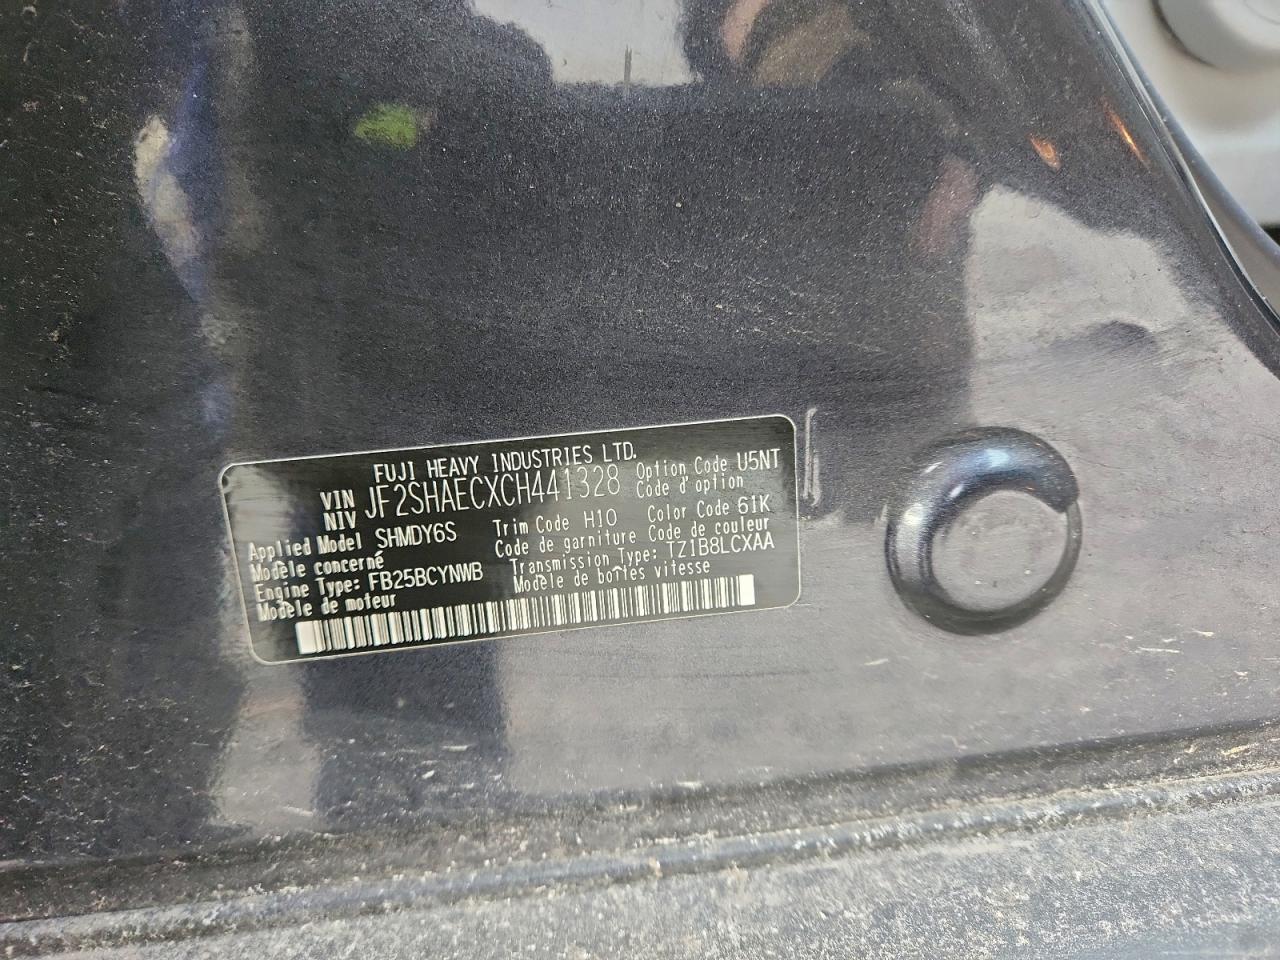 FUJI HEAVY INDUSTRIES LTD.
VIN
NIV
JF2SHAECXCH441328
Option Code U5NT
Code d'option
Applied Model SHMDY6S
Modèle concerné
Trim Code H10
Code de garniture
Color Code 61K
Code de couleur
Engine Type: FB25BCYNWB
Modele de moteur
Transmission Type: TZ1B8LCXAA
Modèle de boîtes vitesse